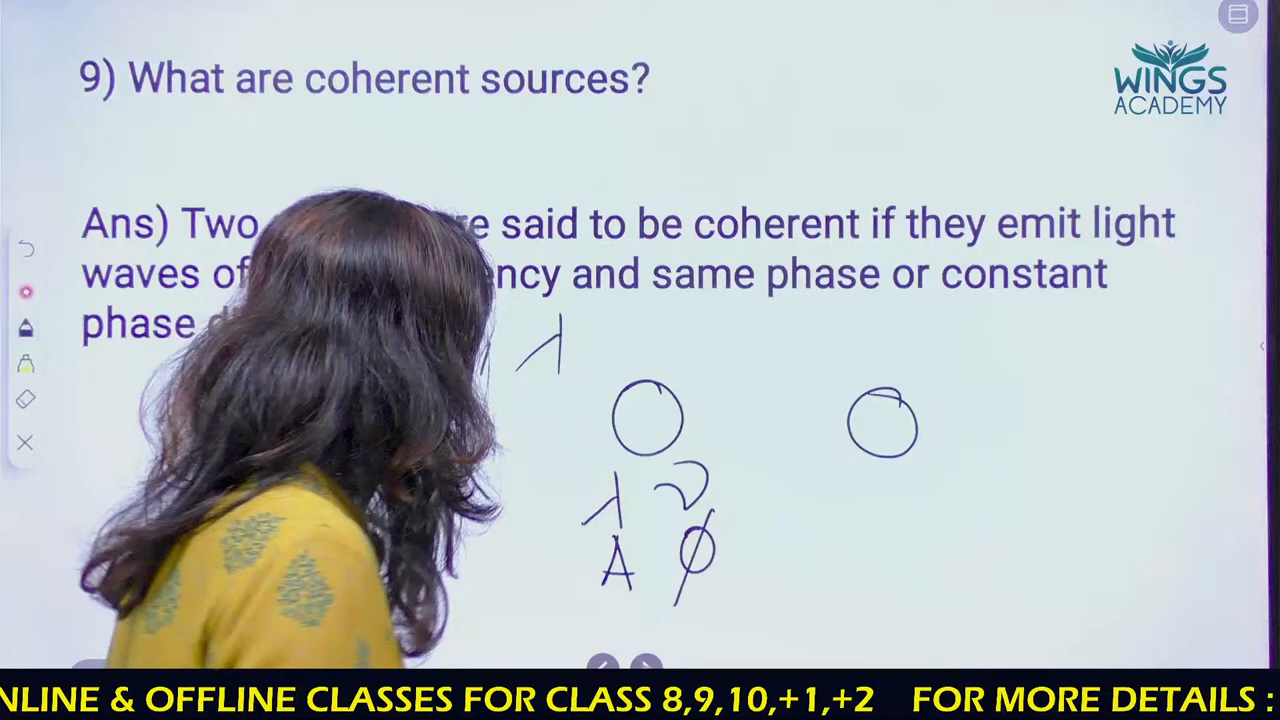 9) What are coherent sources?
WINGS
ACADEMY
Ans) Two said to be coherent if they emit light
waves of and same phase or constant
phase
λ
λ ν
A ϕ
NLINE & OFFLINE CLASSES FOR CLASS 8,9,10,+1,+2 FOR MORE DETAILS :